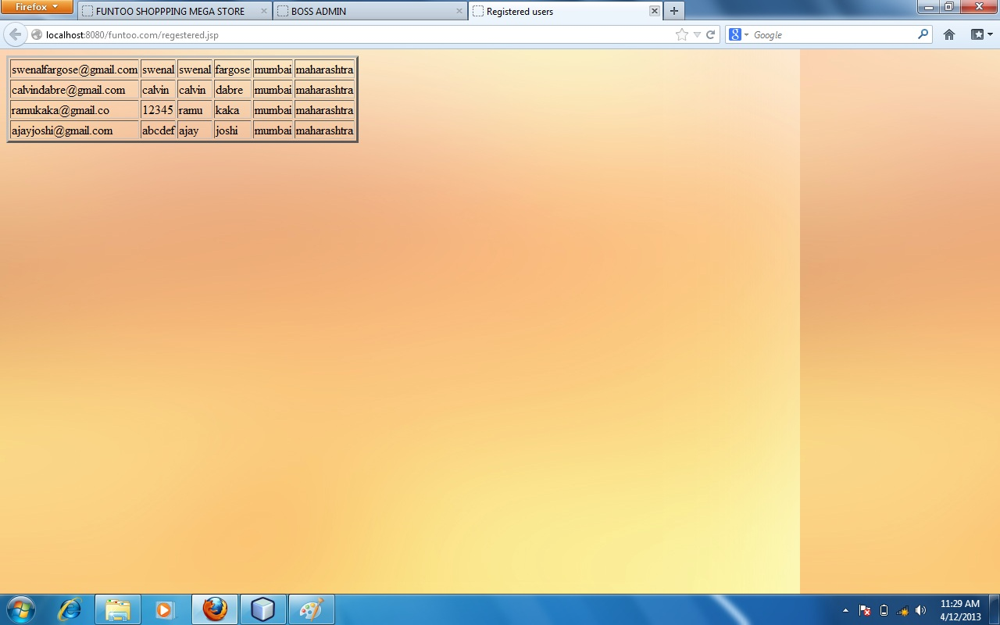 Firefox
FUNTOO SHOPPPING MEGA STORE
BOSS ADMIN
Registered users
localhost:8080/funtoo.com/regestered.jsp
Google
swenalfargose@gmail.com swenal swenal fargose mumbai maharashtra
calvindabre@gmail.com calvin calvin dabre mumbai maharashtra
ramukaka@gmail.co 12345 ramu kaka mumbai maharashtra
ajayjoshi@gmail.com abcdef ajay joshi mumbai maharashtra
11:29 AM
4/12/2013